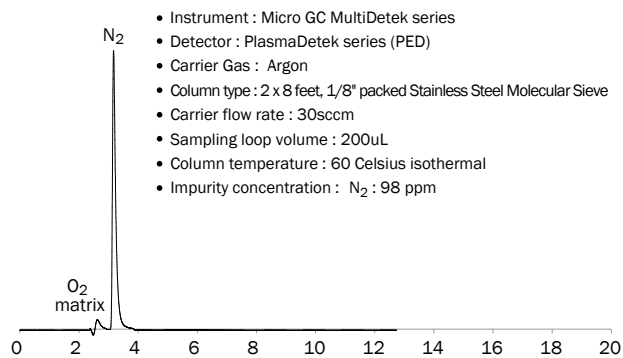 • Instrument : Micro GC MultiDetek series
• Detector : PlasmaDetek series (PED)
• Carrier Gas : Argon
• Column type : 2 x 8 feet, 1/8" packed Stainless Steel Molecular Sieve
• Carrier flow rate : 30sccm
• Sampling loop volume : 200uL
• Column temperature : 60 Celsius isothermal
• Impurity concentration : N₂ : 98 ppm
N₂
O₂
matrix
0 2 4 6 8 10 12 14 16 18 20